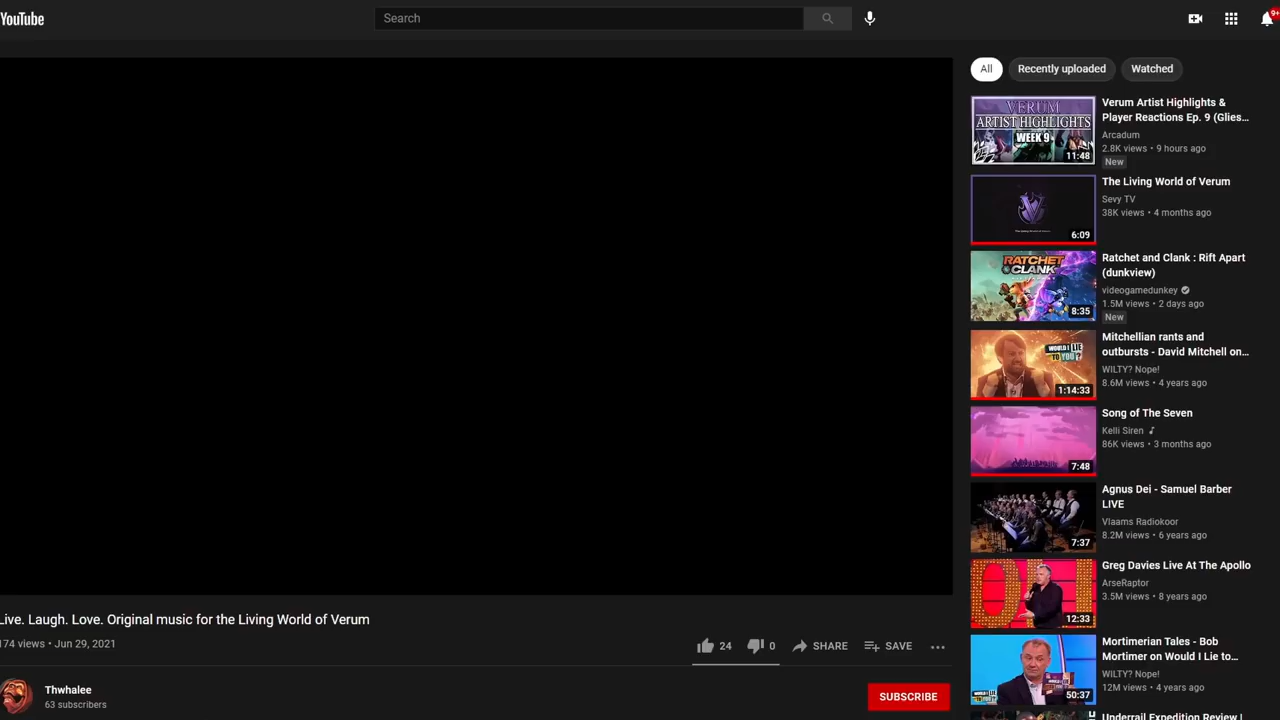 YouTube
Search
9+
All
Recently uploaded
Watched
VERUM
ARTIST HIGHLIGHTS
WEEK 9
11:48
Verum Artist Highlights &
Player Reactions Ep. 9 (Glies...
Arcadum
2.8K views • 9 hours ago
New
6:09
The Living World of Verum
Sevy TV
38K views • 4 months ago
RATCHET
CLANK
8:35
Ratchet and Clank : Rift Apart
(dunkview)
videogamedunkey
1.5M views • 2 days ago
New
WOULD I LIE
TO YOU?
1:14:33
Mitchellian rants and
outbursts - David Mitchell on...
WILTY? Nope!
8.6M views • 4 years ago
7:48
Song of The Seven
Kelli Siren
86K views • 3 months ago
7:37
Agnus Dei - Samuel Barber
LIVE
Vlaams Radiokoor
8.2M views • 6 years ago
12:33
Greg Davies Live At The Apollo
ArseRaptor
3.5M views • 8 years ago
50:37
Mortimerian Tales - Bob
Mortimer on Would I Lie to...
WILTY? Nope!
12M views • 4 years ago
Underrail Expedition Review |
Live. Laugh. Love. Original music for the Living World of Verum
174 views • Jun 29, 2021
24
0
SHARE
SAVE
Thwhalee
63 subscribers
SUBSCRIBE